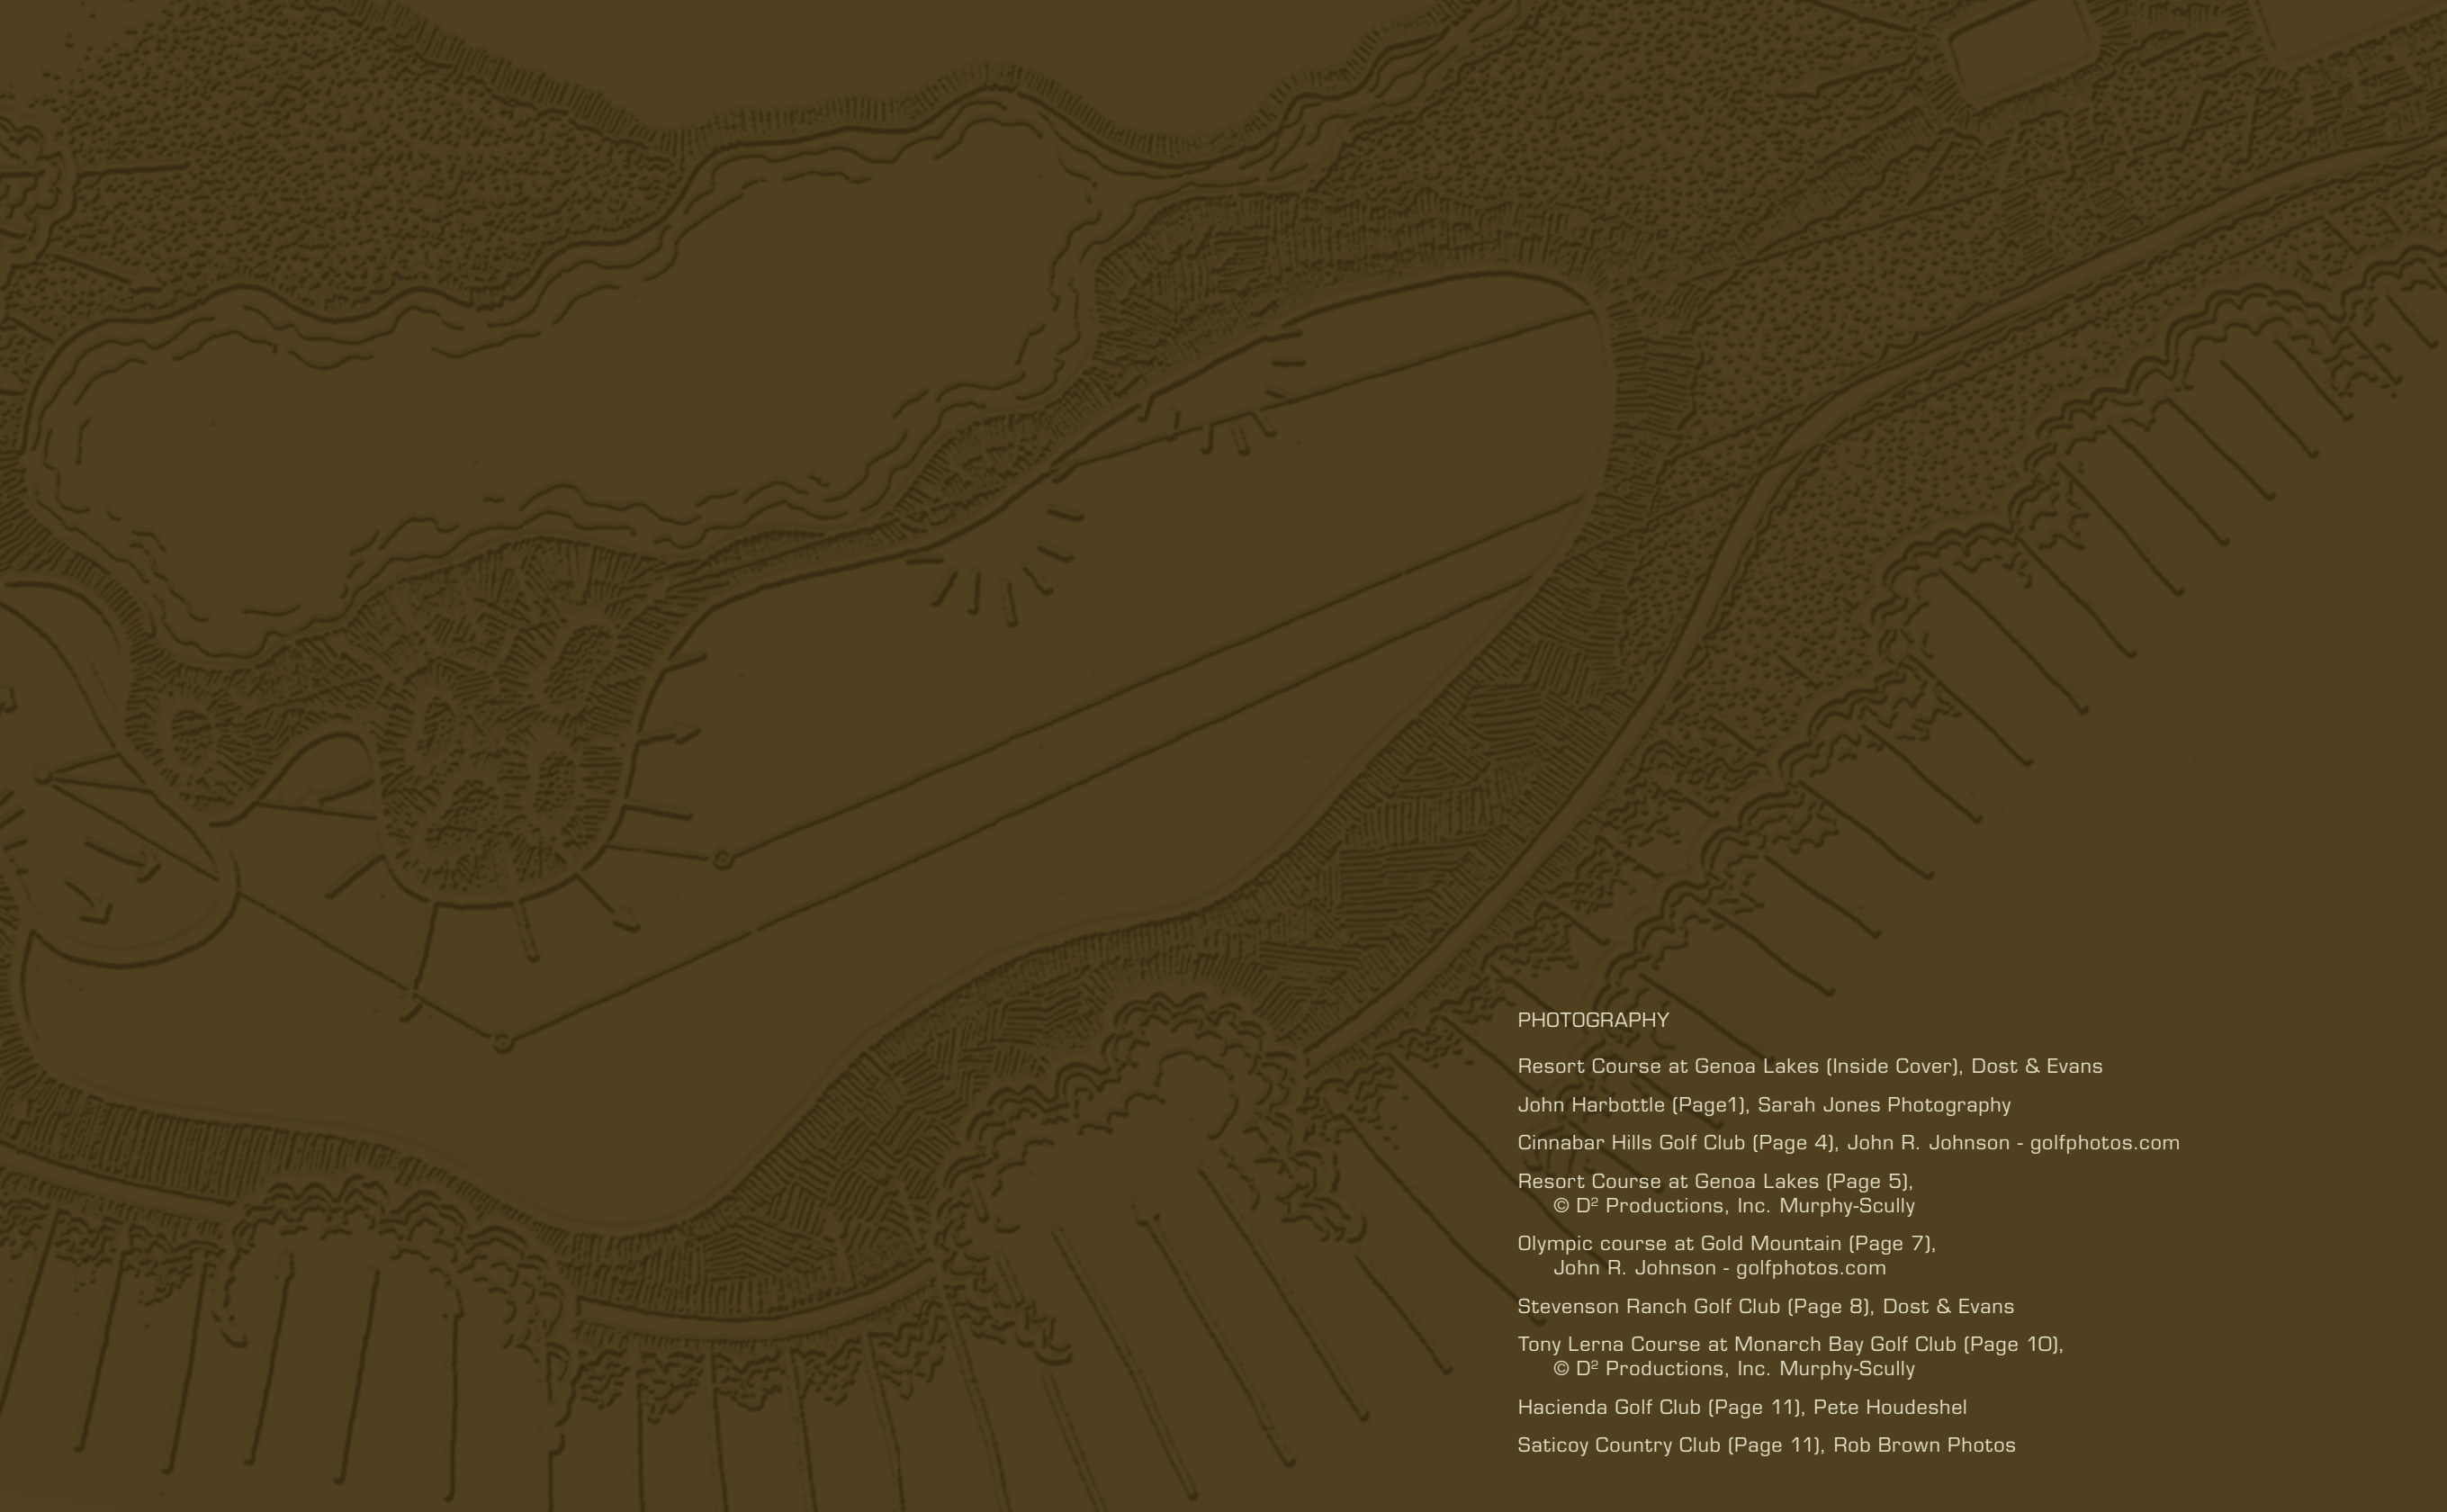 PHOTOGRAPHY
Resort Course at Genoa Lakes (Inside Cover), Dost & Evans
John Harbottle (Page1), Sarah Jones Photography
Cinnabar Hills Golf Club (Page 4), John R. Johnson - golfphotos.com
Resort Course at Genoa Lakes (Page 5),
© D² Productions, Inc. Murphy-Scully
Olympic course at Gold Mountain (Page 7),
John R. Johnson - golfphotos.com
Stevenson Ranch Golf Club (Page 8), Dost & Evans
Tony Lerna Course at Monarch Bay Golf Club (Page 10),
© D² Productions, Inc. Murphy-Scully
Hacienda Golf Club (Page 11), Pete Houdeshel
Saticoy Country Club (Page 11), Rob Brown Photos